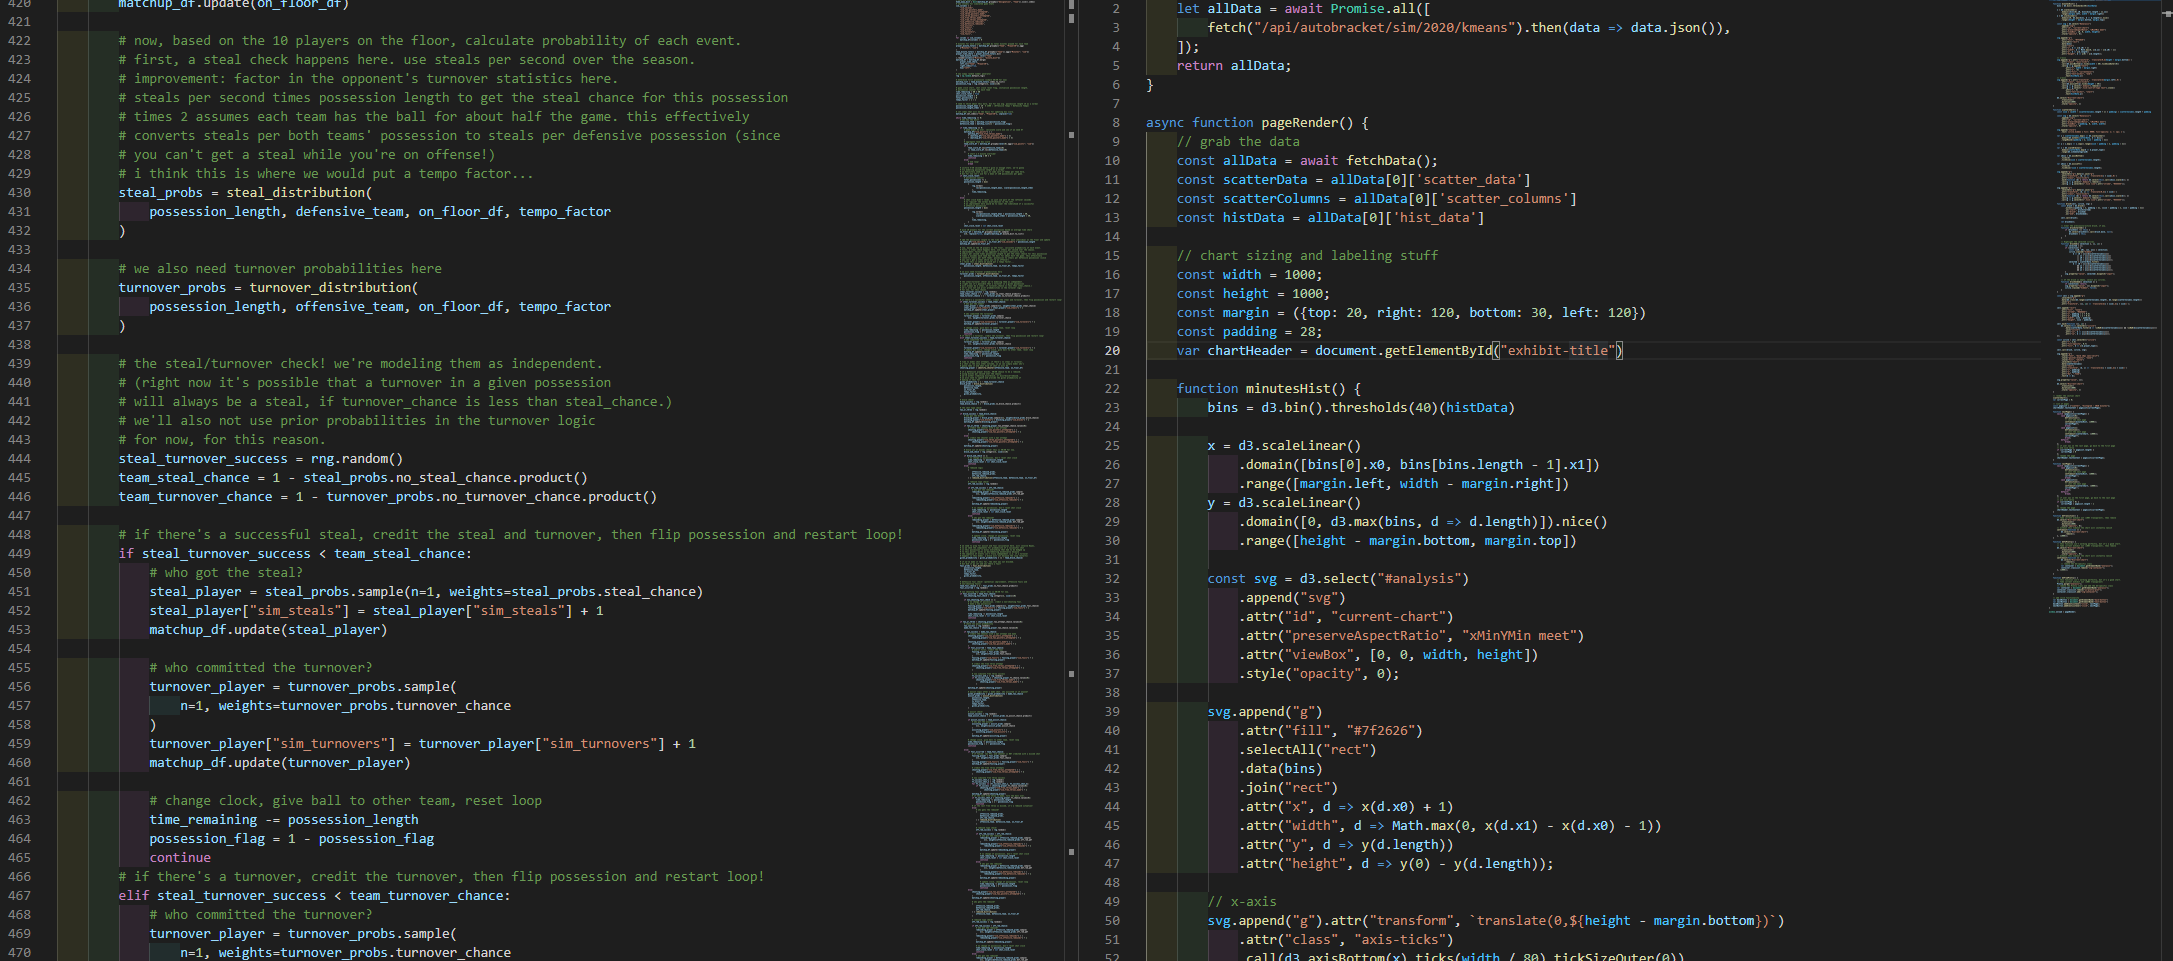 420 matchup_df.update(on_floor_df)
421
422 # now, based on the 10 players on the floor, calculate probability of each event.
423 # first, a steal check happens here. use steals per second over the season.
424 # improvement: factor in the opponent's turnover statistics here.
425 # steals per second times possession length to get the steal chance for this possession
426 # times 2 assumes each team has the ball for about half the game. this effectively
427 # converts steals per both teams' possession to steals per defensive possession (since
428 # you can't get a steal while you're on offense!)
429 # i think this is where we would put a tempo factor...
430 steal_probs = steal_distribution(
431 possession_length, defensive_team, on_floor_df, tempo_factor
432 )
433
434 # we also need turnover probabilities here
435 turnover_probs = turnover_distribution(
436 possession_length, offensive_team, on_floor_df, tempo_factor
437 )
438
439 # the steal/turnover check! we're modeling them as independent.
440 # (right now it's possible that a turnover in a given possession
441 # will always be a steal, if turnover_chance is less than steal_chance.)
442 # we'll also not use prior probabilities in the turnover logic
443 # for now, for this reason.
444 steal_turnover_success = rng.random()
445 team_steal_chance = 1 - steal_probs.no_steal_chance.product()
446 team_turnover_chance = 1 - turnover_probs.no_turnover_chance.product()
447
448 # if there's a successful steal, credit the steal and turnover, then flip possession and restart loop!
449 if steal_turnover_success < team_steal_chance:
450 # who got the steal?
451 steal_player = steal_probs.sample(n=1, weights=steal_probs.steal_chance)
452 steal_player["sim_steals"] = steal_player["sim_steals"] + 1
453 matchup_df.update(steal_player)
454
455 # who committed the turnover?
456 turnover_player = turnover_probs.sample(
457 n=1, weights=turnover_probs.turnover_chance
458 )
459 turnover_player["sim_turnovers"] = turnover_player["sim_turnovers"] + 1
460 matchup_df.update(turnover_player)
461
462 # change clock, give ball to other team, reset loop
463 time_remaining -= possession_length
464 possession_flag = 1 - possession_flag
465 continue
466 # if there's a turnover, credit the turnover, then flip possession and restart loop!
467 elif steal_turnover_success < team_turnover_chance:
468 # who committed the turnover?
469 turnover_player = turnover_probs.sample(
470 n=1, weights=turnover_probs.turnover_chance
2 let allData = await Promise.all([
3 fetch("/api/autobracket/sim/2020/kmeans").then(data => data.json()),
4 ]);
5 return allData;
6 }
7
8 async function pageRender() {
9 // grab the data
10 const allData = await fetchData();
11 const scatterData = allData[0]['scatter_data']
12 const scatterColumns = allData[0]['scatter_columns']
13 const histData = allData[0]['hist_data']
14
15 // chart sizing and labeling stuff
16 const width = 1000;
17 const height = 1000;
18 const margin = ({top: 20, right: 120, bottom: 30, left: 120})
19 const padding = 28;
20 var chartHeader = document.getElementById("exhibit-title")
21
22 function minutesHist() {
23 bins = d3.bin().thresholds(40)(histData)
24
25 x = d3.scaleLinear()
26 .domain([bins[0].x0, bins[bins.length - 1].x1])
27 .range([margin.left, width - margin.right])
28 y = d3.scaleLinear()
29 .domain([0, d3.max(bins, d => d.length)]).nice()
30 .range([height - margin.bottom, margin.top])
31
32 const svg = d3.select("#analysis")
33 .append("svg")
34 .attr("id", "current-chart")
35 .attr("preserveAspectRatio", "xMinYMin meet")
36 .attr("viewBox", [0, 0, width, height])
37 .style("opacity", 0);
38
39 svg.append("g")
40 .attr("fill", "#7f2626")
41 .selectAll("rect")
42 .data(bins)
43 .join("rect")
44 .attr("x", d => x(d.x0) + 1)
45 .attr("width", d => Math.max(0, x(d.x1) - x(d.x0) - 1))
46 .attr("y", d => y(d.length))
47 .attr("height", d => y(0) - y(d.length));
48
49 // x-axis
50 svg.append("g").attr("transform", `translate(0,${height - margin.bottom})`)
51 .attr("class", "axis-ticks")
52 .call(d3.axisBottom(x).ticks(width / 80).tickSizeOuter(0))